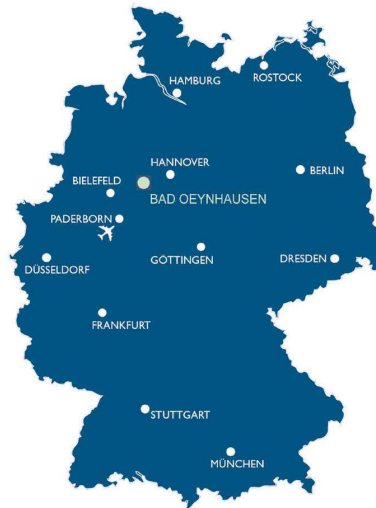 HAMBURG
ROSTOCK
HANNOVER
BERLIN
BIELEFELD
BAD OEYNHAUSEN
PADERBORN
GÖTTINGEN
DRESDEN
DÜSSELDORF
FRANKFURT
STUTTGART
MÜNCHEN